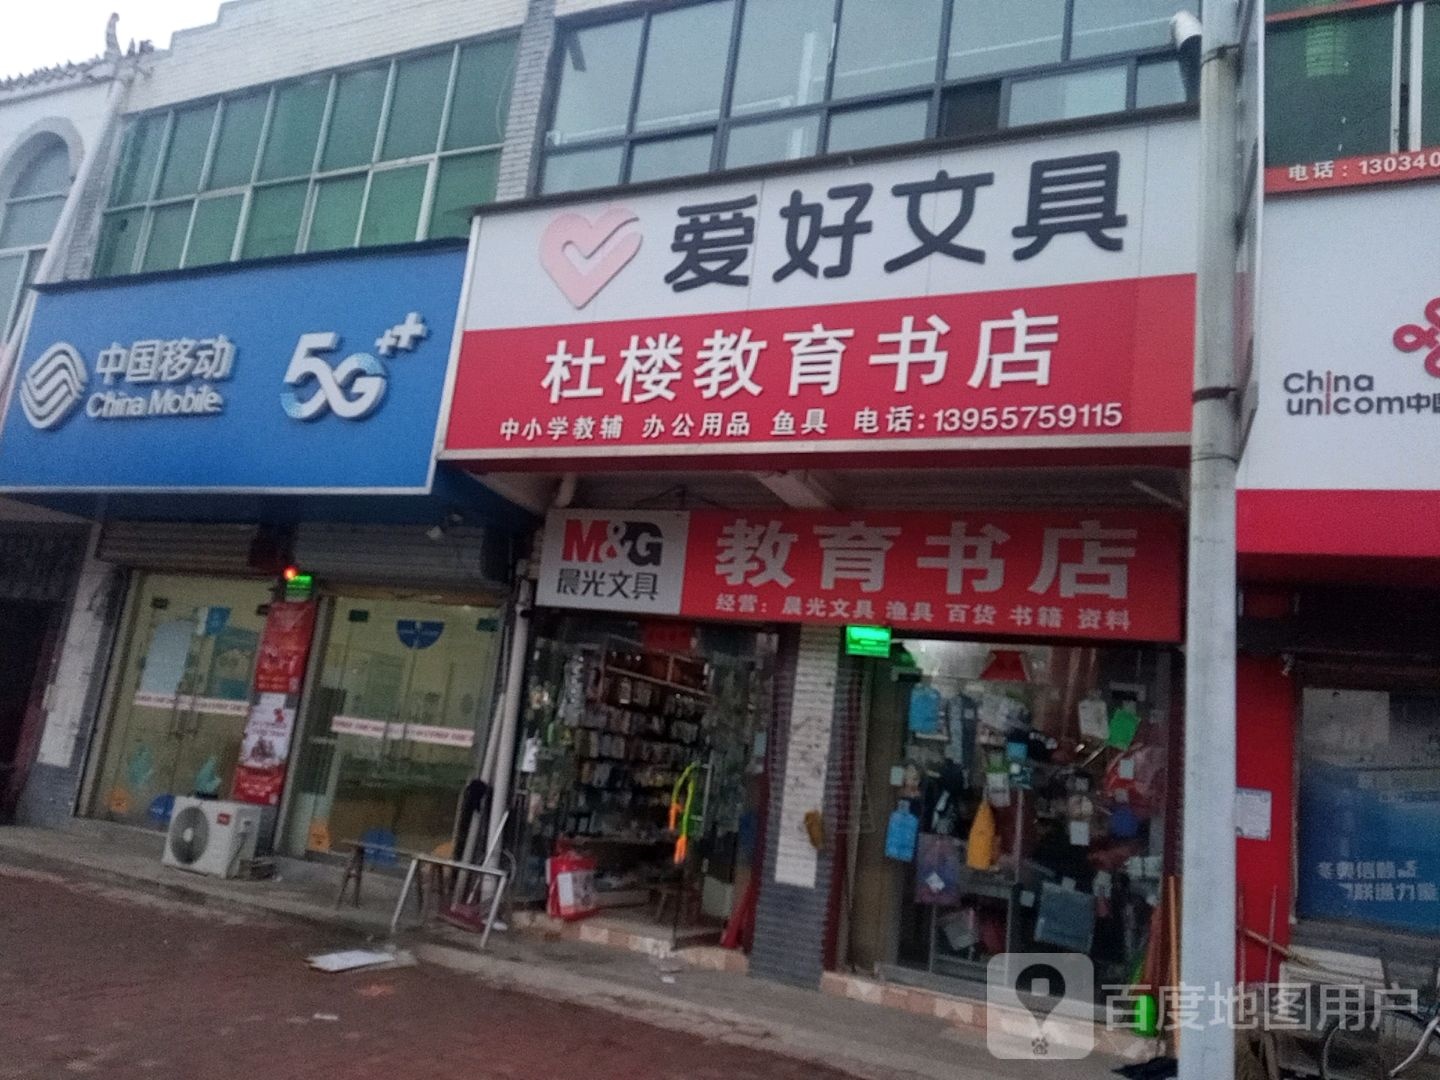 中国移动
China Mobile
5G++
爱好文具
杜楼教育书店
中小学教辅 办公用品 鱼具 电话:13955759115
M&G
晨光文具
教育书店
经营：晨光文具 渔具 百货 书籍 资料
电话：13034
China
unicom中国
百度地图用户